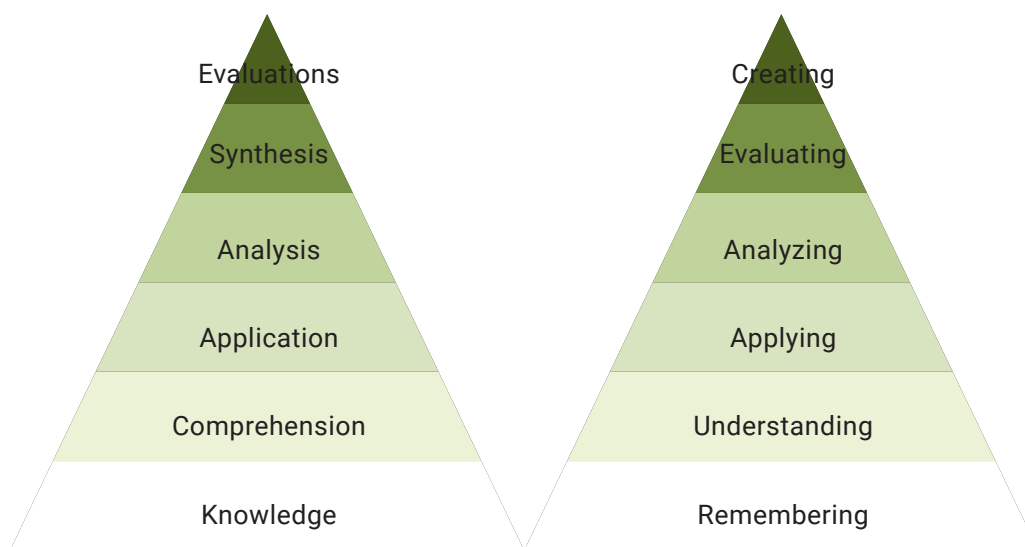 Evaluations
Synthesis
Analysis
Application
Comprehension
Knowledge
Creating
Evaluating
Analyzing
Applying
Understanding
Remembering